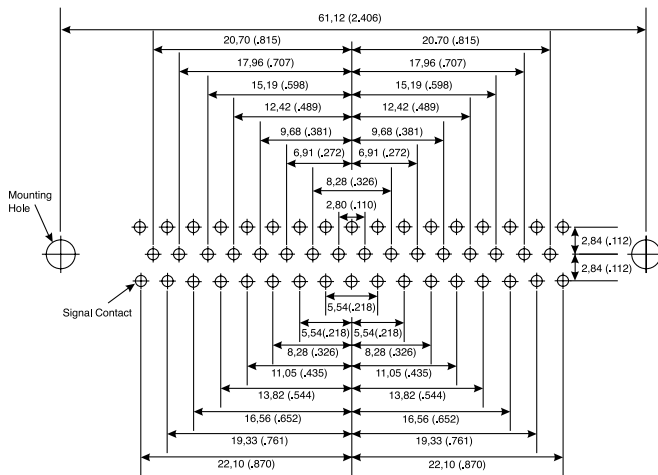 61,12 (2.406)
20,70 (.815) 20.70 (.815)
17,96 (.707) 17,96 (.707)
15,19 (.598) 15.19 (.598)
12,42 (.489) 12,42 (.489)
9,68 (.381) 9,68 (.381)
6,91 (.272) 6,91 (.272)
8,28 (.326)
2,80 (.110)
Mounting
Hole
2,84 (.112)
2,84 (.112)
Signal Contact
5,54(.218)
5,54(.218) 5,54(.218)
8,28 (.326) 8,28 (.326)
11,05 (.435) 11,05 (.435)
13,82 (.544) 13,82 (.544)
16,56 (.652) 16,56 (.652)
19,33 (.761) 19,33 (.761)
22,10 (.870) 22,10 (.870)